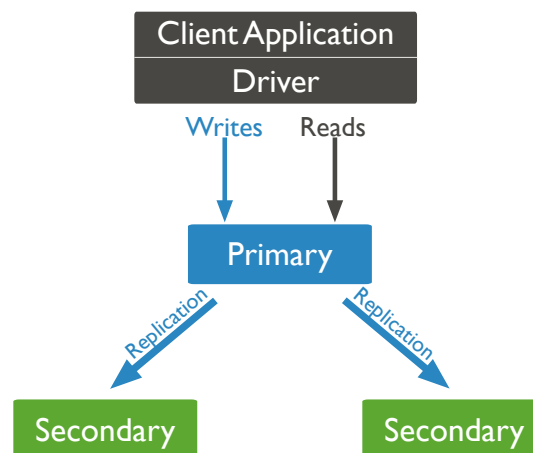 Client Application
Driver
Writes
Reads
Primary
Replication
Replication
Secondary
Secondary